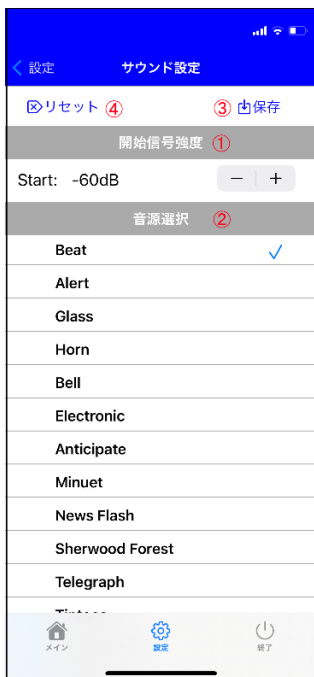 設定 サウンド設定
リセット ④ ③ 保存
開始信号強度 ①
Start: -60dB − +
音源選択 ②
Beat
Alert
Glass
Horn
Bell
Electronic
Anticipate
Minuet
News Flash
Sherwood Forest
Telegraph
メイン 設定 終了